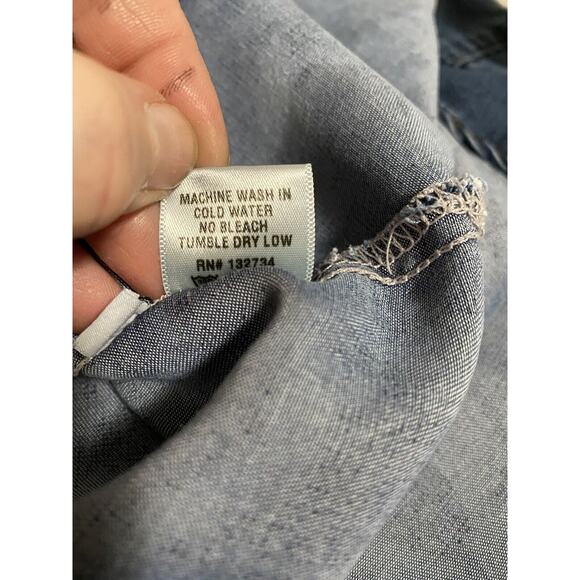 MACHINE WASH IN
COLD WATER
NO BLEACH
TUMBLE DRY LOW
RN# 132734